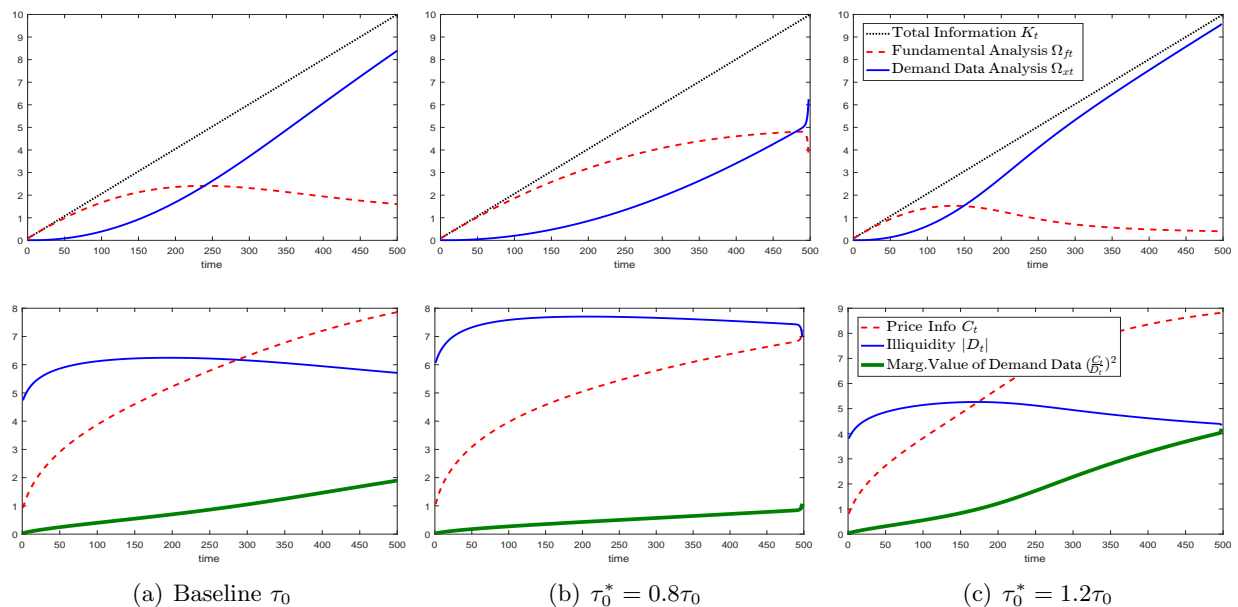 10
9
8
7
6
5
4
3
2
1
0
0 50 100 150 200 250 300 350 400 450 500
time
10
9
8
7
6
5
4
3
2
1
0
0 50 100 150 200 250 300 350 400 450 500
time
10
9
8
7
6
5
4
3
2
1
0
0 50 100 150 200 250 300 350 400 450 500
time
Total Information K_t
Fundamental Analysis Ω_ft
Demand Data Analysis Ω_xt
8
7
6
5
4
3
2
1
0
0 50 100 150 200 250 300 350 400 450 500
time
8
7
6
5
4
3
2
1
0
0 50 100 150 200 250 300 350 400 450 500
time
9
8
7
6
5
4
3
2
1
0
0 50 100 150 200 250 300 350 400 450 500
time
Price Info C_t
Illiquidity |D_t|
Marg.Value of Demand Data (C_t/D_t)²
(a) Baseline τ₀
(b) τ₀* = 0.8τ₀
(c) τ₀* = 1.2τ₀